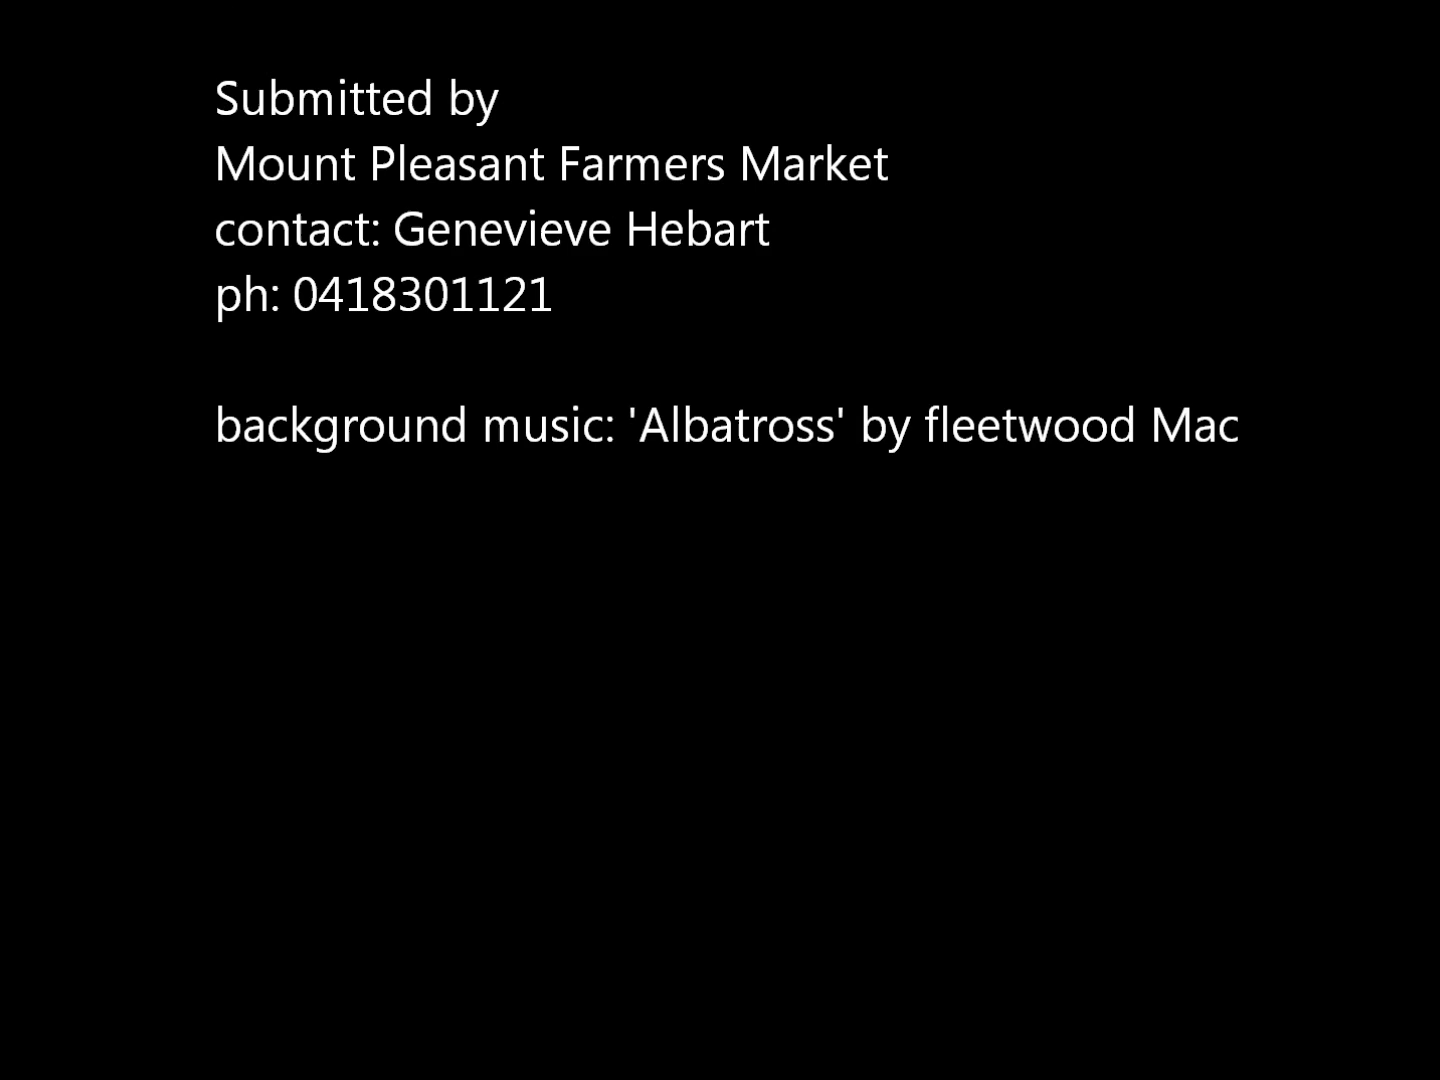 Submitted by
Mount Pleasant Farmers Market
contact: Genevieve Hebart
ph: 0418301121
background music: 'Albatross' by fleetwood Mac